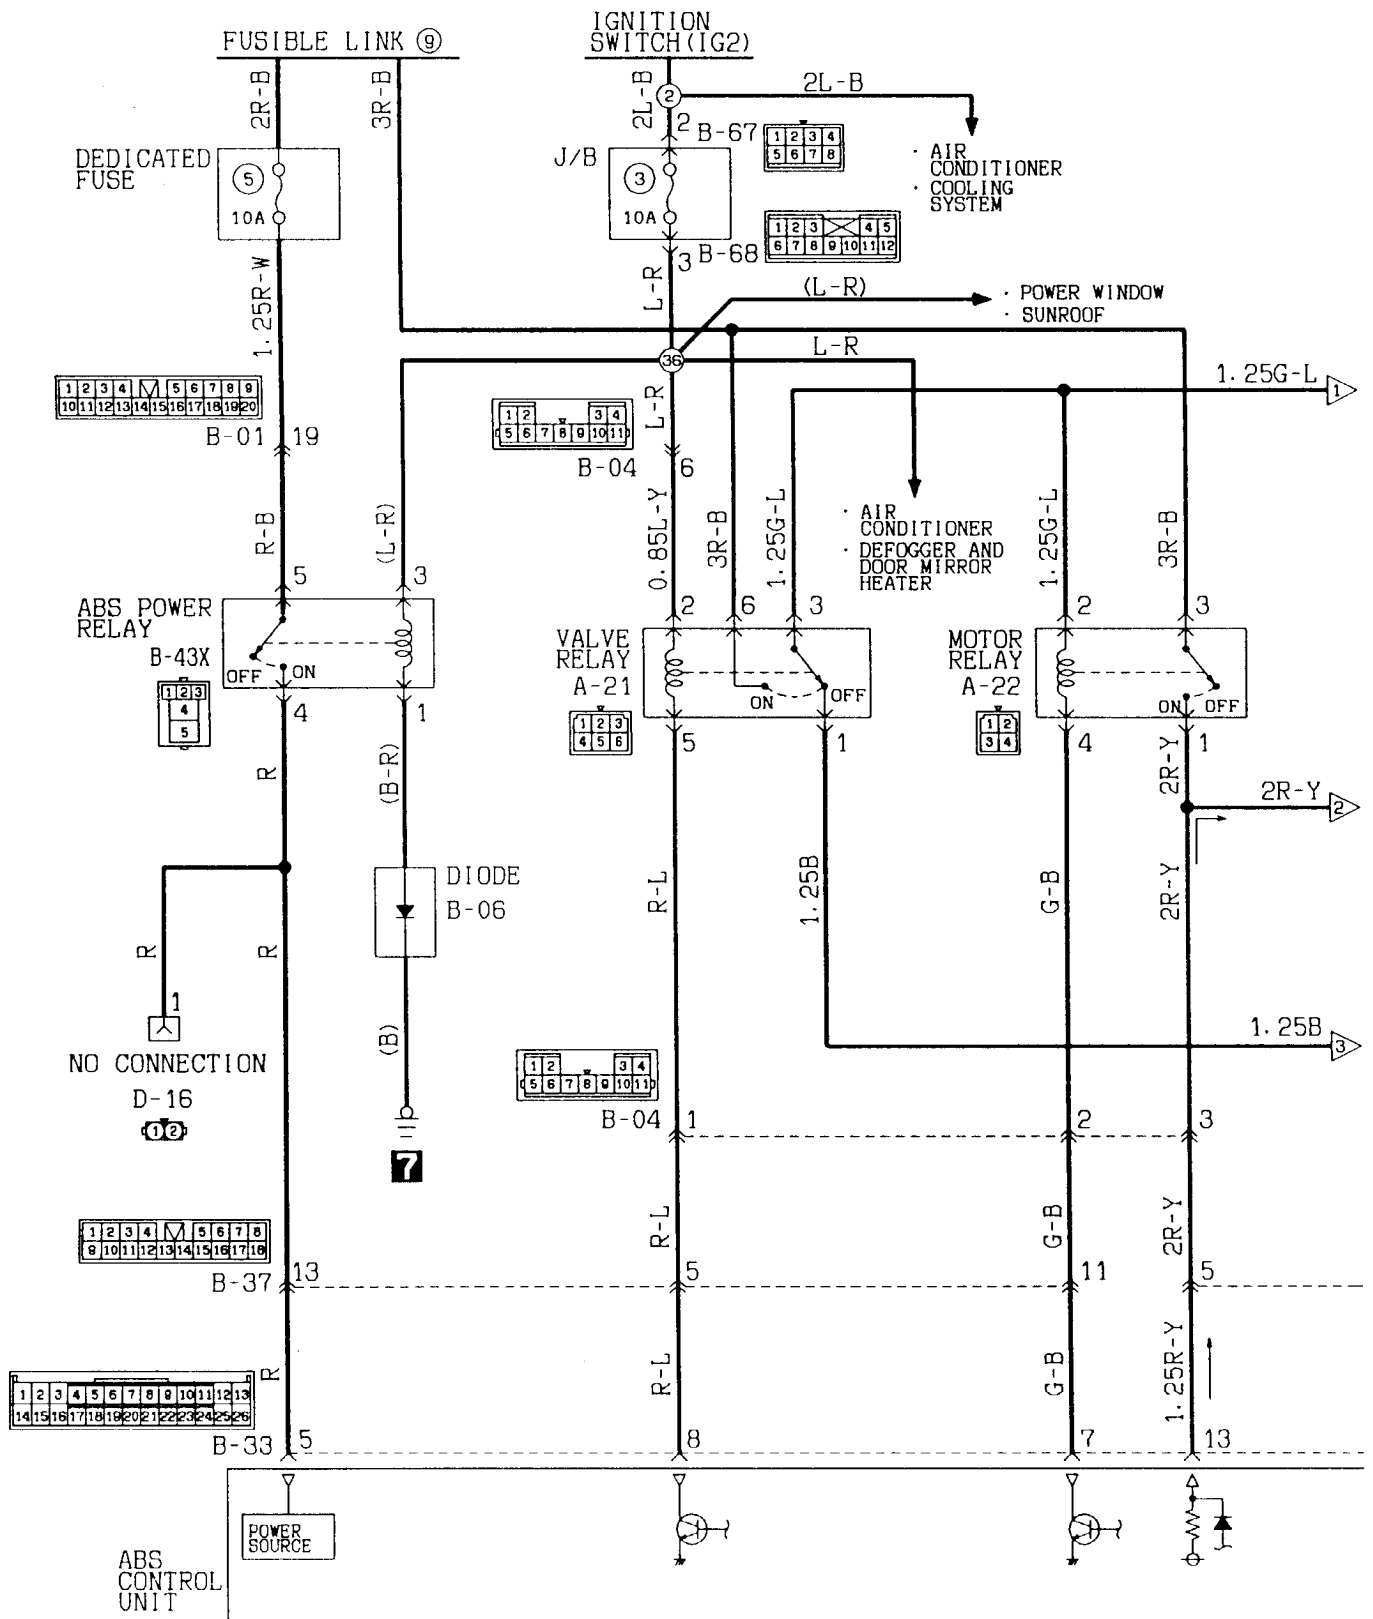 FUSIBLE LINK ⑨
IGNITION
SWITCH(IG2)
2R-B
3R-B
2L-B
2
2L-B
2
B-67
1 2 3 4
5 6 7 8
· AIR
CONDITIONER
· COOLING
SYSTEM
DEDICATED
FUSE
5
10A
J/B
3
10A
1 2 3 4 5
6 7 8 9 10 11 12
3
B-68
1.25R-W
L-R
(L-R)
· POWER WINDOW
· SUNROOF
36
L-R
1.25G-L
1
1 2 3 4 5 6 7 8 9
10 11 12 13 14 15 16 17 18 19 20
B-01
19
1 2 3 4
5 6 7 8 9 10 11
B-04
6
L-R
R-B
(L-R)
0.85L-Y
3R-B
1.25G-L
· AIR
CONDITIONER
· DEFOGGER AND
DOOR MIRROR
HEATER
1.25G-L
3R-B
5
3
2
6
3
2
3
ABS POWER
RELAY
B-43X
OFF
ON
1 2 3
4
5
4
1
VALVE
RELAY
A-21
ON
OFF
1 2 3
4 5 6
5
1
MOTOR
RELAY
A-22
ON
OFF
1 2
3 4
4
1
R
(B-R)
2R-Y
2R-Y
2
DIODE
B-06
R
R
R-L
1.25B
G-B
2R-Y
1
NO CONNECTION
D-16
1 2
(B)
7
1.25B
3
1 2 3 4
5 6 7 8 9 10 11
B-04
1
2
3
1 2 3 4 5 6 7 8
9 10 11 12 13 14 15 16 17 18
B-37
13
R-L
G-B
2R-Y
5
11
5
1 2 3 4 5 6 7 8 9 10 11 12 13
14 15 16 17 18 19 20 21 22 23 24 25 26
B-33
R
R-L
G-B
1.25R-Y
5
8
7
13
POWER
SOURCE
ABS
CONTROL
UNIT